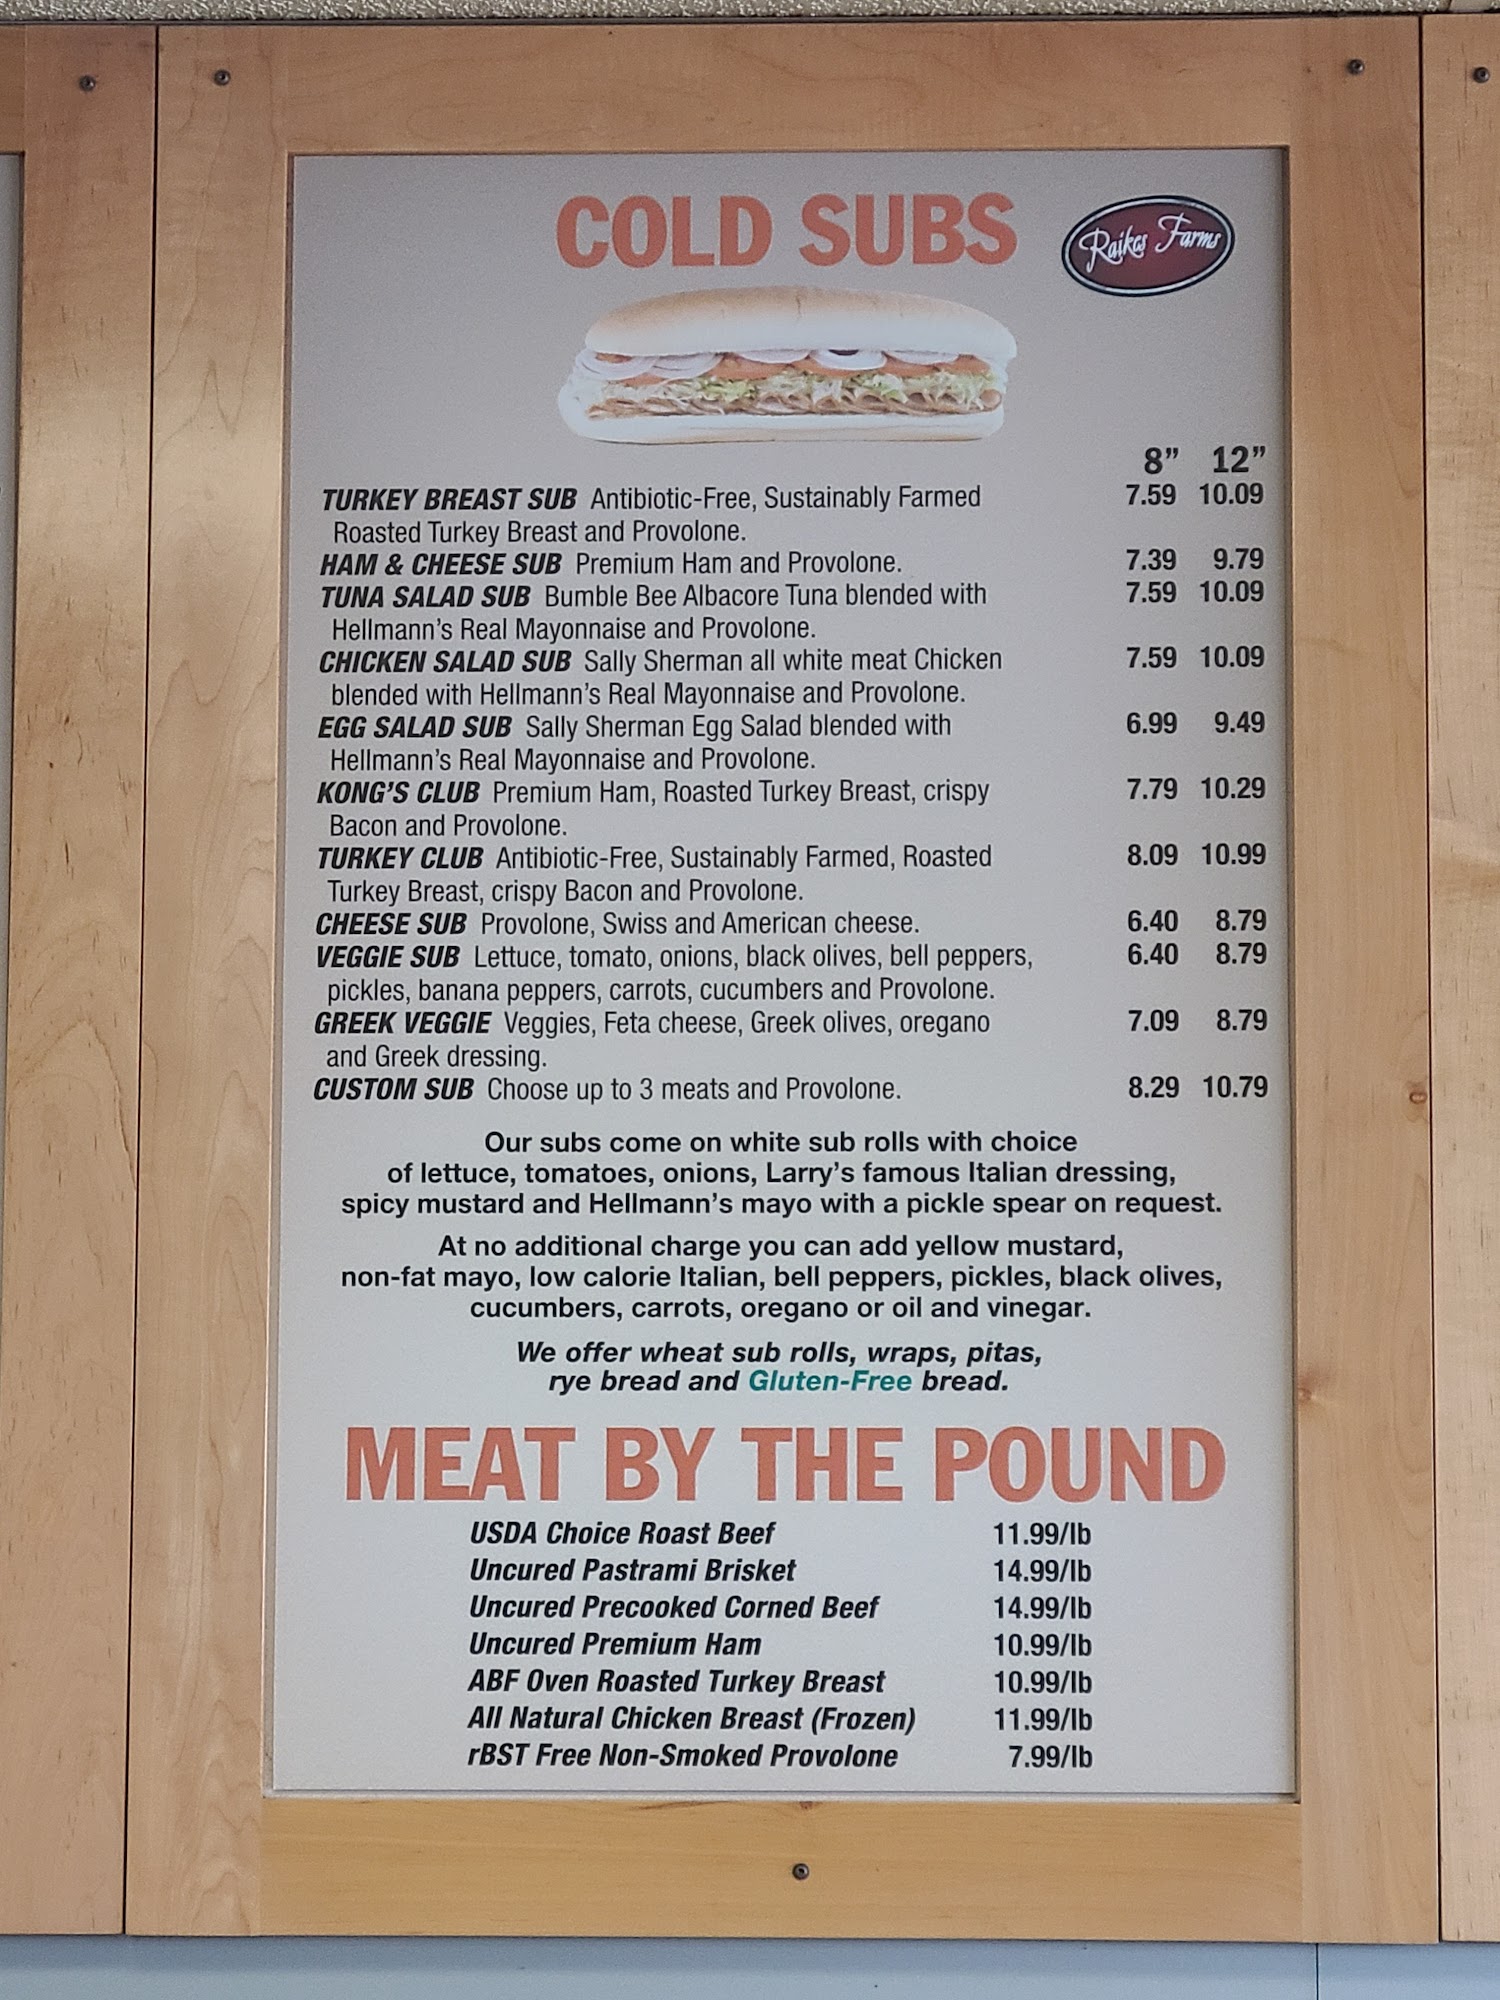 COLD SUBS
Raikes Farms
8” 12”
TURKEY BREAST SUB Antibiotic-Free, Sustainably Farmed 7.59 10.09
Roasted Turkey Breast and Provolone.
HAM & CHEESE SUB Premium Ham and Provolone. 7.39 9.79
TUNA SALAD SUB Bumble Bee Albacore Tuna blended with 7.59 10.09
Hellmann’s Real Mayonnaise and Provolone.
CHICKEN SALAD SUB Sally Sherman all white meat Chicken 7.59 10.09
blended with Hellmann’s Real Mayonnaise and Provolone.
EGG SALAD SUB Sally Sherman Egg Salad blended with 6.99 9.49
Hellmann’s Real Mayonnaise and Provolone.
KONG’S CLUB Premium Ham, Roasted Turkey Breast, crispy 7.79 10.29
Bacon and Provolone.
TURKEY CLUB Antibiotic-Free, Sustainably Farmed, Roasted 8.09 10.99
Turkey Breast, crispy Bacon and Provolone.
CHEESE SUB Provolone, Swiss and American cheese. 6.40 8.79
VEGGIE SUB Lettuce, tomato, onions, black olives, bell peppers, 6.40 8.79
pickles, banana peppers, carrots, cucumbers and Provolone.
GREEK VEGGIE Veggies, Feta cheese, Greek olives, oregano 7.09 8.79
and Greek dressing.
CUSTOM SUB Choose up to 3 meats and Provolone. 8.29 10.79
Our subs come on white sub rolls with choice
of lettuce, tomatoes, onions, Larry’s famous Italian dressing,
spicy mustard and Hellmann’s mayo with a pickle spear on request.
At no additional charge you can add yellow mustard,
non-fat mayo, low calorie Italian, bell peppers, pickles, black olives,
cucumbers, carrots, oregano or oil and vinegar.
We offer wheat sub rolls, wraps, pitas,
rye bread and Gluten-Free bread.
MEAT BY THE POUND
USDA Choice Roast Beef 11.99/lb
Uncured Pastrami Brisket 14.99/lb
Uncured Precooked Corned Beef 14.99/lb
Uncured Premium Ham 10.99/lb
ABF Oven Roasted Turkey Breast 10.99/lb
All Natural Chicken Breast (Frozen) 11.99/lb
rBST Free Non-Smoked Provolone 7.99/lb